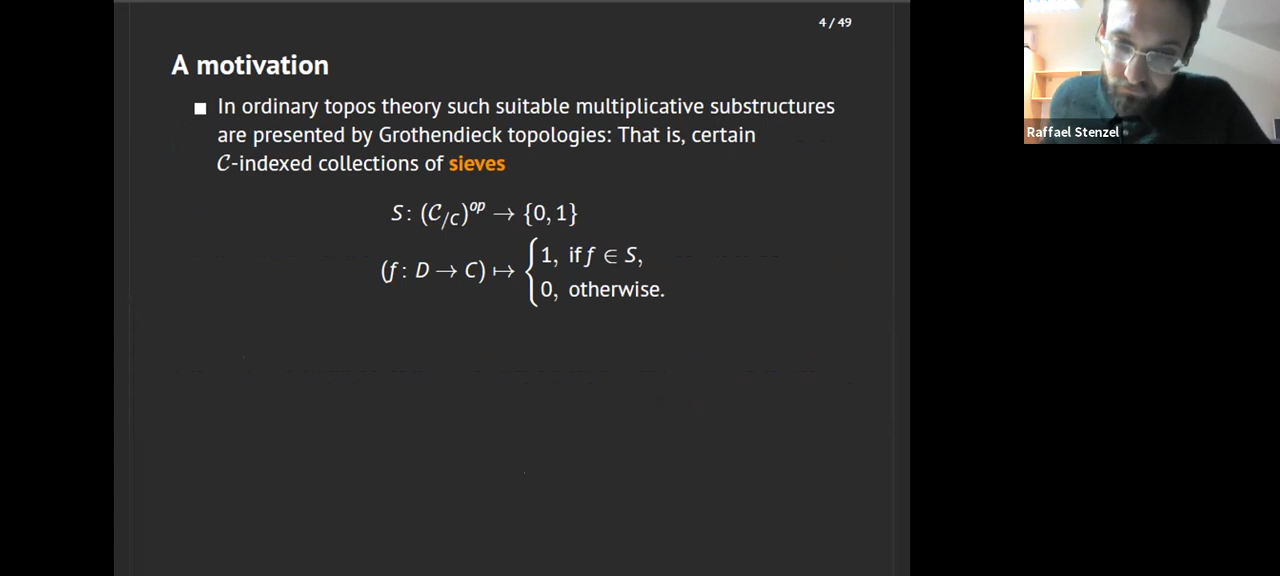 4 / 49
A motivation
■ In ordinary topos theory such suitable multiplicative substructures
are presented by Grothendieck topologies: That is, certain
𝒞-indexed collections of sieves
S: (𝒞/C)^op → {0, 1}
(f: D → C) ↦ { 1, if f ∈ S,
0, otherwise.
Raffael Stenzel